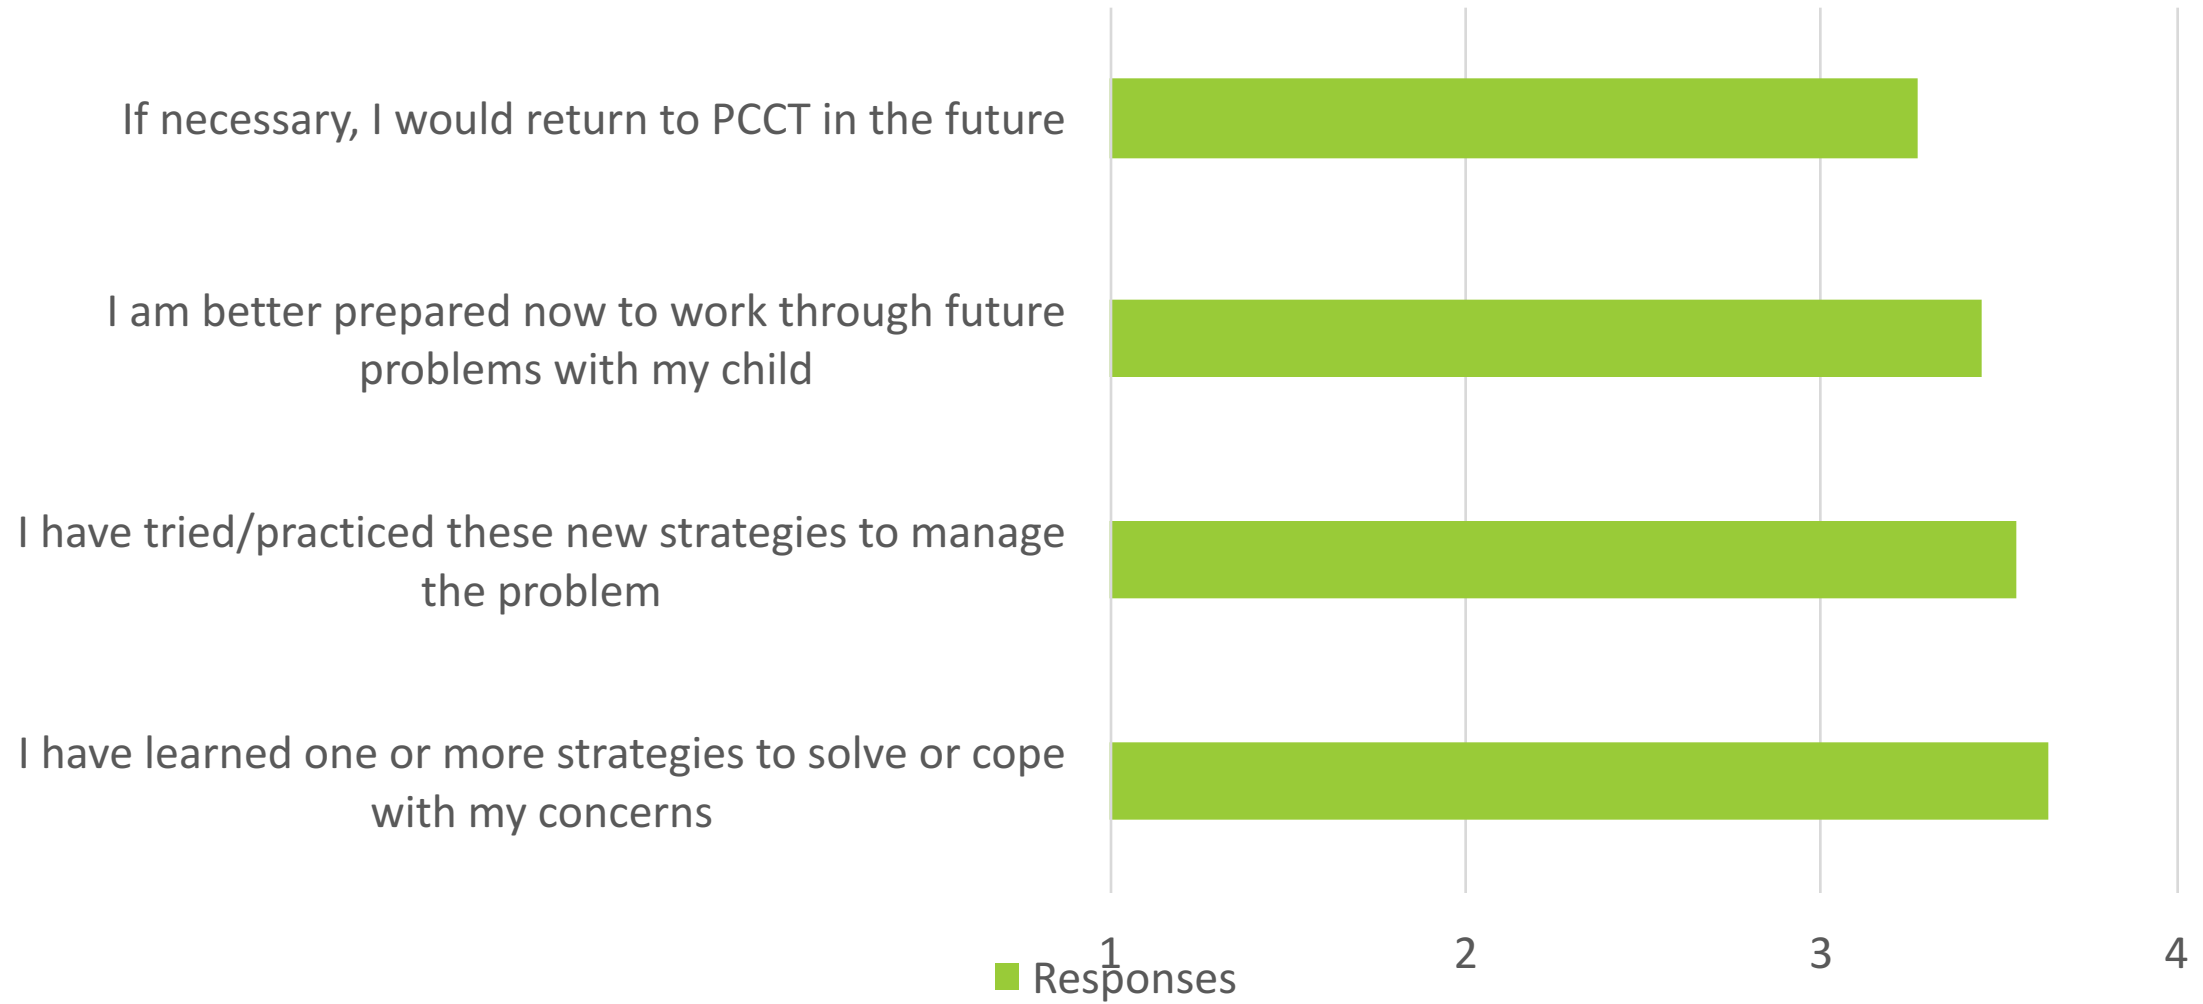 If necessary, I would return to PCCT in the future
I am better prepared now to work through future
problems with my child
I have tried/practiced these new strategies to manage
the problem
I have learned one or more strategies to solve or cope
with my concerns
1 2 3 4
Responses